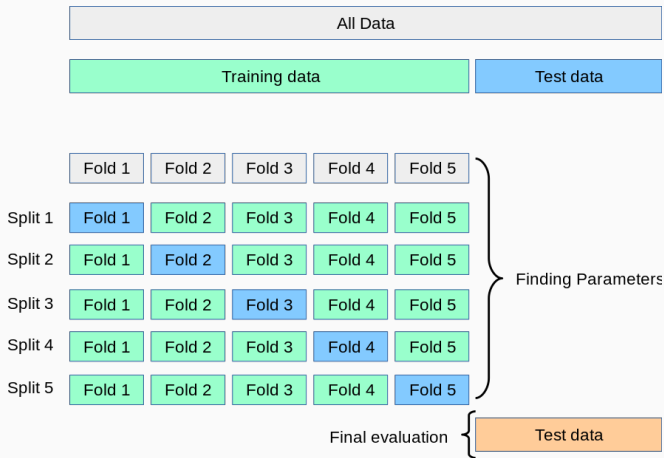 All Data
Training data Test data
Fold 1 Fold 2 Fold 3 Fold 4 Fold 5
Split 1 Fold 1 Fold 2 Fold 3 Fold 4 Fold 5
Split 2 Fold 1 Fold 2 Fold 3 Fold 4 Fold 5
Finding Parameters
Split 3 Fold 1 Fold 2 Fold 3 Fold 4 Fold 5
Split 4 Fold 1 Fold 2 Fold 3 Fold 4 Fold 5
Split 5 Fold 1 Fold 2 Fold 3 Fold 4 Fold 5
Final evaluation Test data